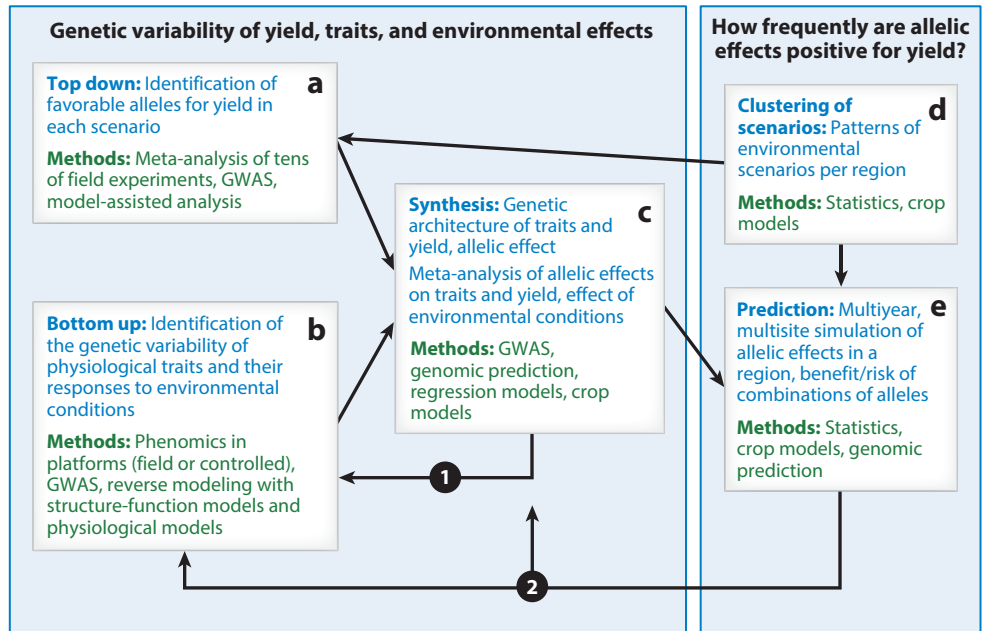 Genetic variability of yield, traits, and environmental effects
a
Top down: Identification of
favorable alleles for yield in
each scenario
Methods: Meta-analysis of tens
of field experiments, GWAS,
model-assisted analysis
b
Bottom up: Identification of
the genetic variability of
physiological traits and their
responses to environmental
conditions
Methods: Phenomics in
platforms (field or controlled),
GWAS, reverse modeling with
structure-function models and
physiological models
c
Synthesis: Genetic
architecture of traits and
yield, allelic effect
Meta-analysis of allelic effects
on traits and yield, effect of
environmental conditions
Methods: GWAS,
genomic prediction,
regression models, crop
models
1
2
How frequently are allelic
effects positive for yield?
d
Clustering of
scenarios: Patterns of
environmental
scenarios per region
Methods: Statistics, crop
models
e
Prediction: Multiyear,
multisite simulation of
allelic effects in a
region, benefit/risk of
combinations of alleles
Methods: Statistics,
crop models, genomic
prediction